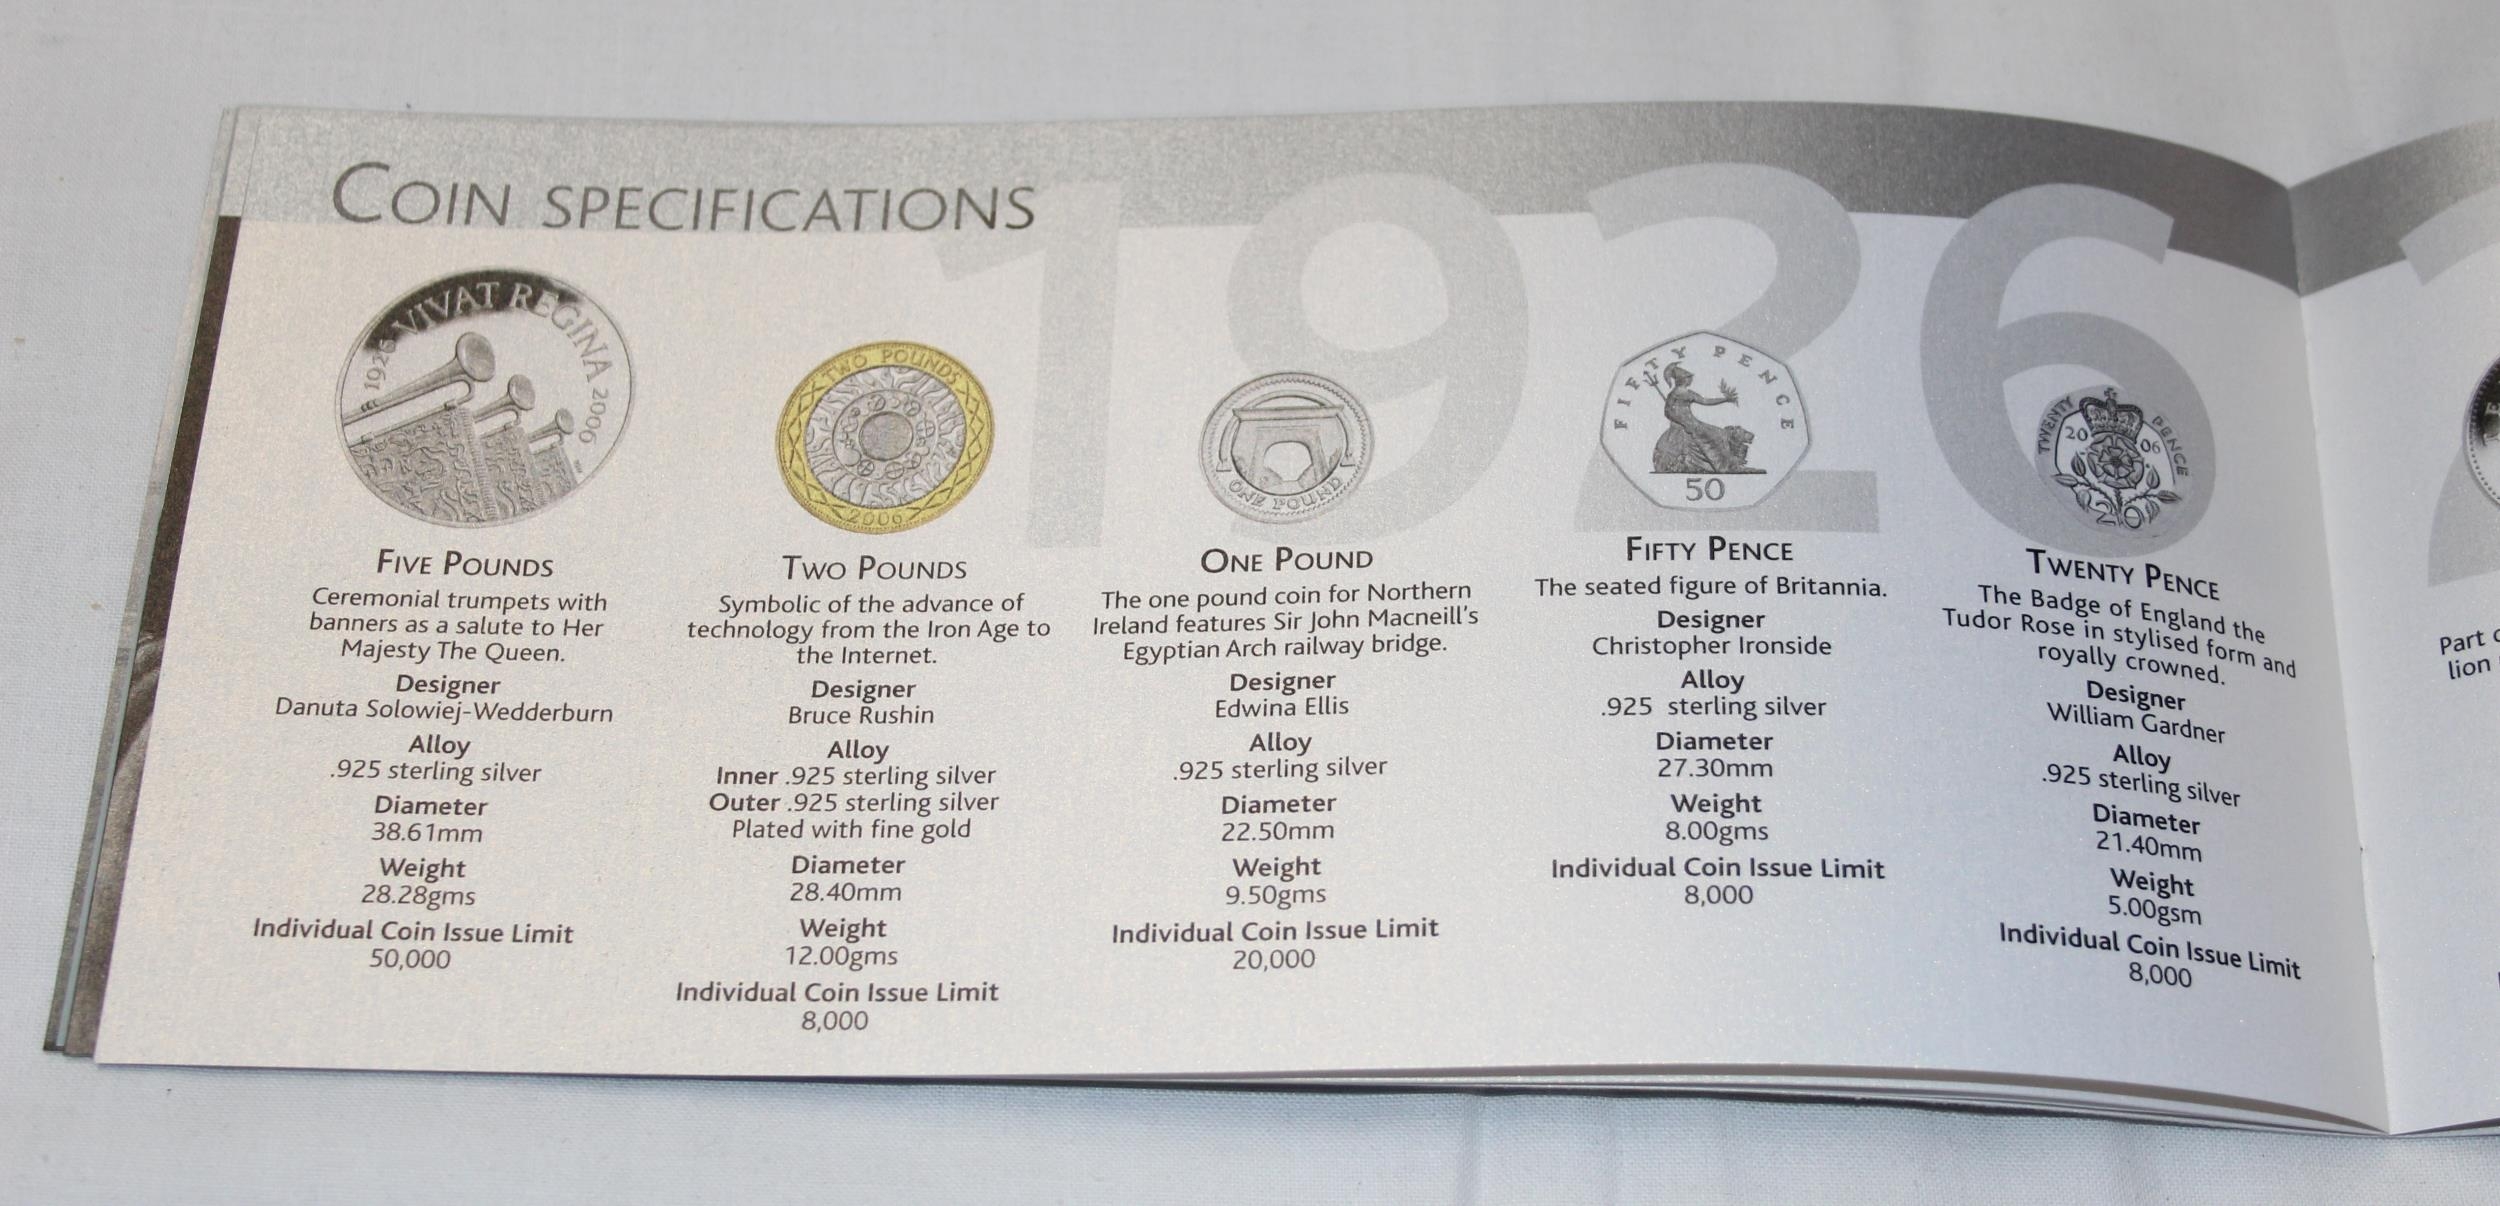 COIN SPECIFICATIONS
1926
1926 VIVAT REGINA 2006
FIVE POUNDS
Ceremonial trumpets with
banners as a salute to Her
Majesty The Queen.
Designer
Danuta Solowiej-Wedderburn
Alloy
.925 sterling silver
Diameter
38.61mm
Weight
28.28gms
Individual Coin Issue Limit
50,000
TWO POUNDS
2006
TWO POUNDS
Symbolic of the advance of
technology from the Iron Age to
the Internet.
Designer
Bruce Rushin
Alloy
Inner .925 sterling silver
Outer .925 sterling silver
Plated with fine gold
Diameter
28.40mm
Weight
12.00gms
Individual Coin Issue Limit
8,000
ONE POUND
ONE POUND
The one pound coin for Northern
Ireland features Sir John Macneill's
Egyptian Arch railway bridge.
Designer
Edwina Ellis
Alloy
.925 sterling silver
Diameter
22.50mm
Weight
9.50gms
Individual Coin Issue Limit
20,000
FIFTY PENCE
50
FIFTY PENCE
The seated figure of Britannia.
Designer
Christopher Ironside
Alloy
.925 sterling silver
Diameter
27.30mm
Weight
8.00gms
Individual Coin Issue Limit
8,000
TWENTY PENCE
2006
20
TWENTY PENCE
The Badge of England the
Tudor Rose in stylised form and
royally crowned.
Designer
William Gardner
Alloy
.925 sterling silver
Diameter
21.40mm
Weight
5.00gsm
Individual Coin Issue Limit
8,000
Part
lion